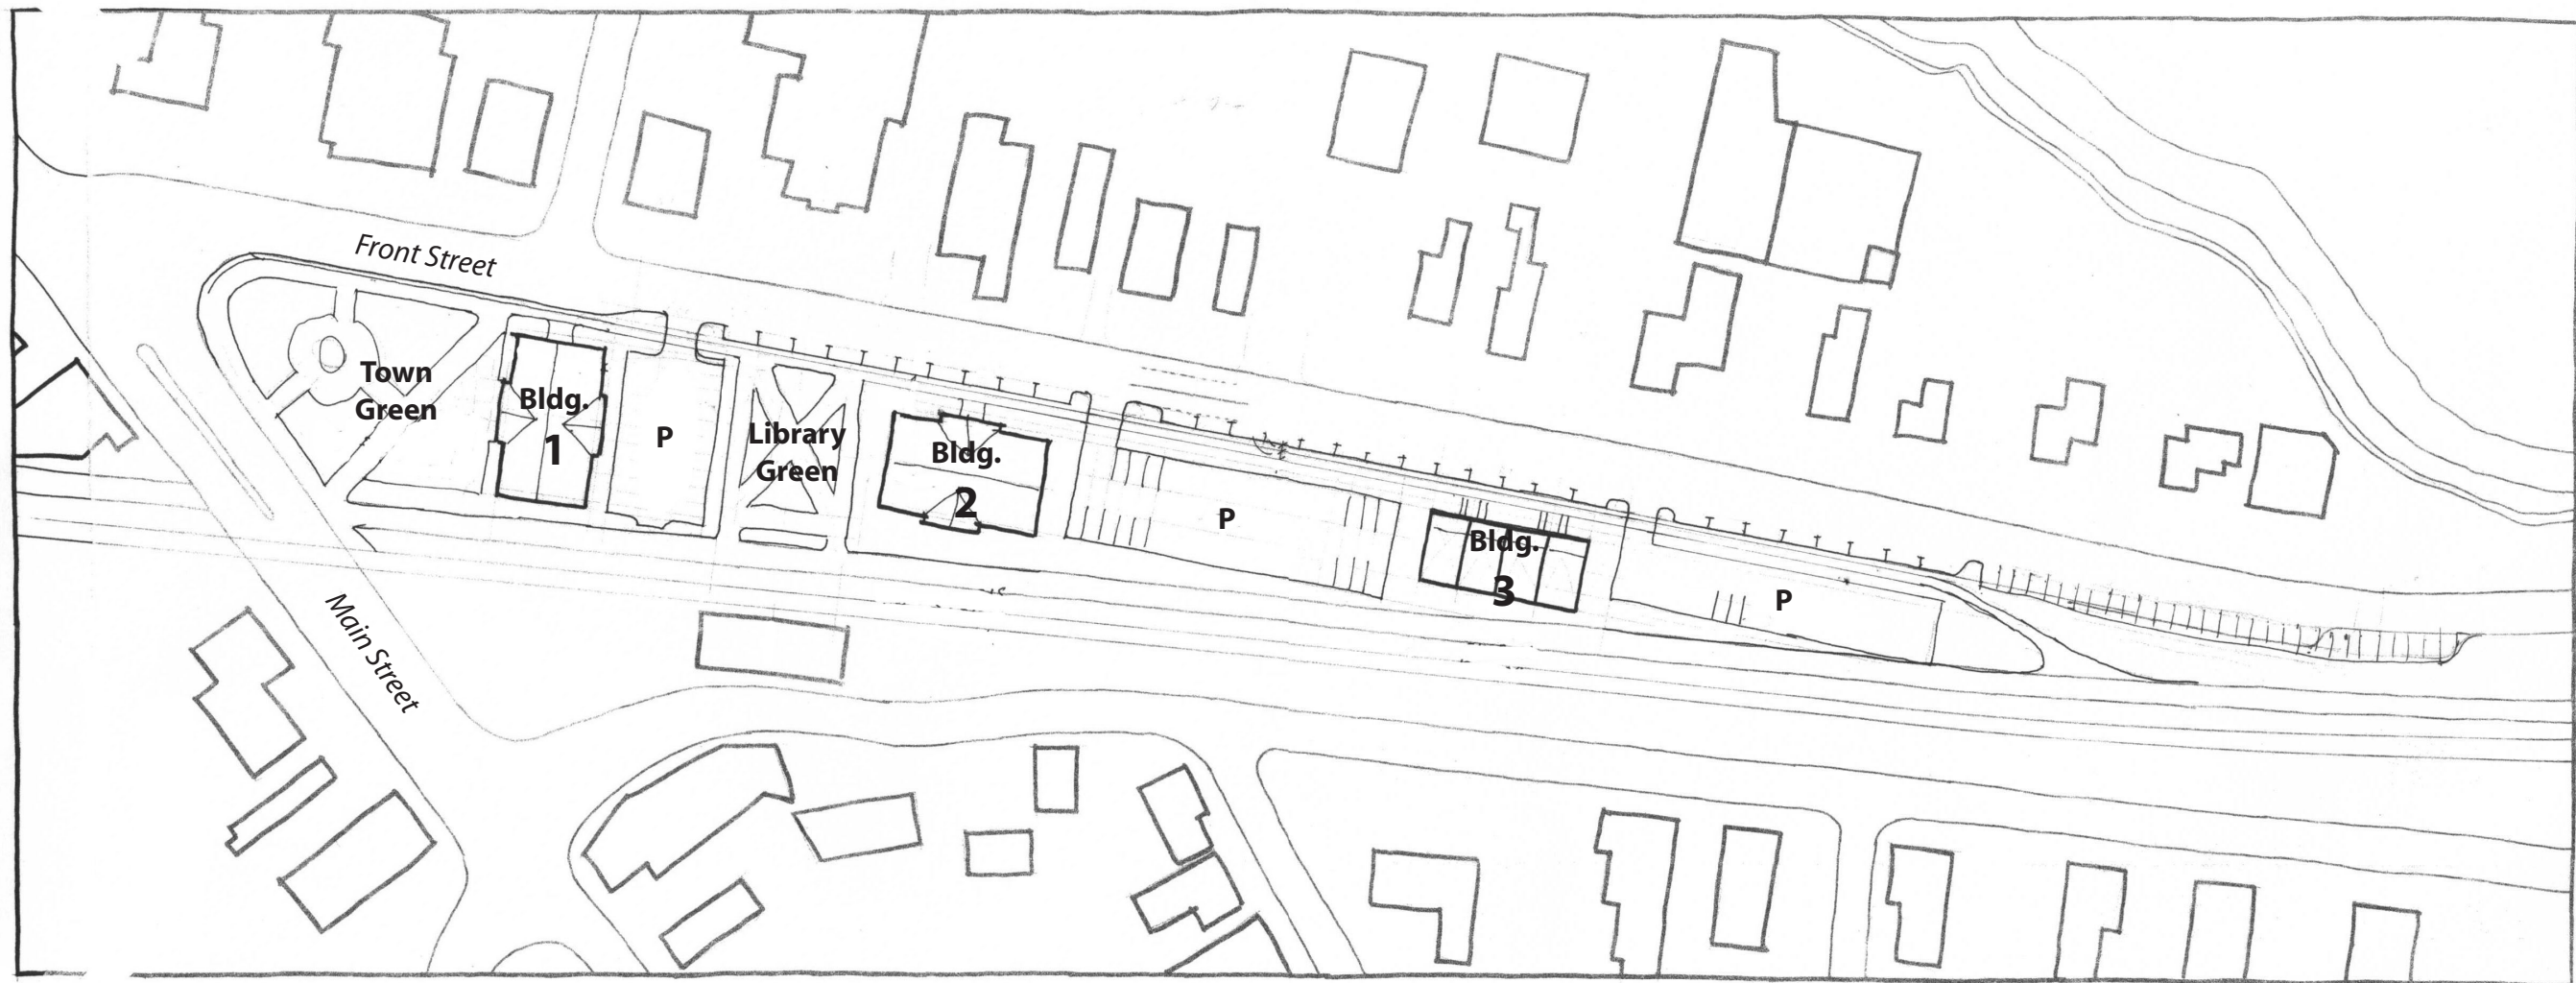 Front Street
Town
Green
Bldg.
1
P
Library
Green
Bldg.
2
P
Bldg.
3
P
Main Street